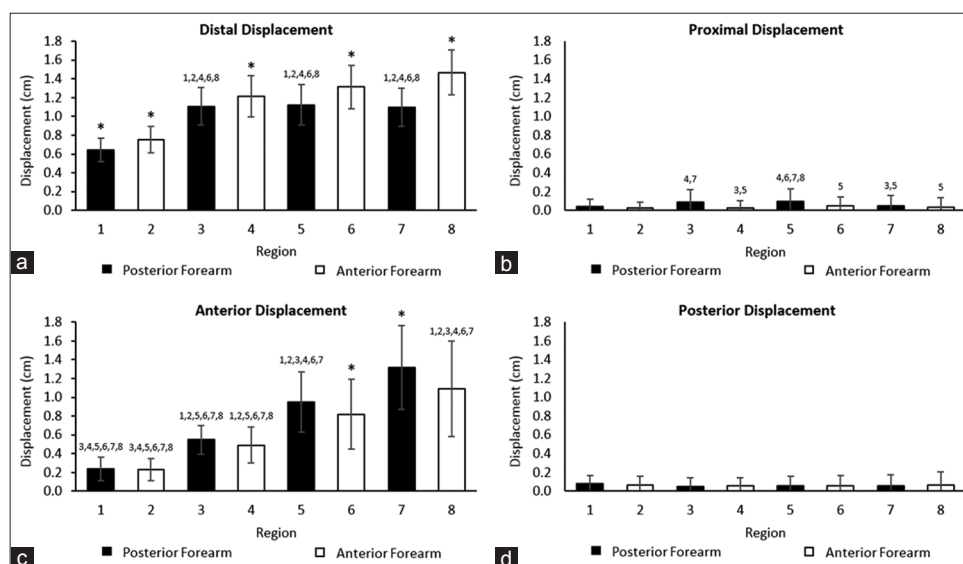 Distal Displacement
1.8
1.6
1.4
1.2
1.0
0.8
0.6
0.4
0.2
0.0
Displacement (cm)
* * 1,2,4,6,8 * 1,2,4,6,8 * 1,2,4,6,8 *
1 2 3 4 5 6 7 8
Region
a
Posterior Forearm Anterior Forearm
Proximal Displacement
1.8
1.6
1.4
1.2
1.0
0.8
0.6
0.4
0.2
0.0
Displacement (cm)
4,7 3,5 4,6,7,8 5 3,5 5
1 2 3 4 5 6 7 8
Region
b
Posterior Forearm Anterior Forearm
Anterior Displacement
1.8
1.6
1.4
1.2
1.0
0.8
0.6
0.4
0.2
0.0
Displacement (cm)
3,4,5,6,7,8 3,4,5,6,7,8 1,2,5,6,7,8 1,2,5,6,7,8 1,2,3,4,6,7 * * 1,2,3,4,6,7
1 2 3 4 5 6 7 8
Region
c
Posterior Forearm Anterior Forearm
Posterior Displacement
1.8
1.6
1.4
1.2
1.0
0.8
0.6
0.4
0.2
0.0
Displacement (cm)
1 2 3 4 5 6 7 8
Region
d
Posterior Forearm Anterior Forearm